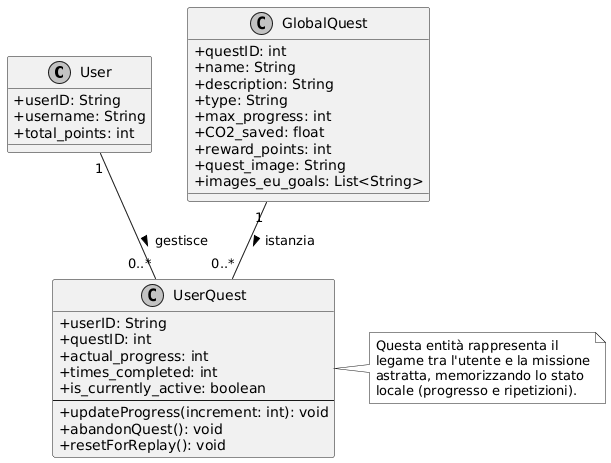 C User
+userID: String
+username: String
+total_points: int
C GlobalQuest
+questID: int
+name: String
+description: String
+type: String
+max_progress: int
+CO2_saved: float
+reward_points: int
+quest_image: String
+images_eu_goals: List<String>
1
1
gestisce
istanzia
0..*
0..*
C UserQuest
+userID: String
+questID: int
+actual_progress: int
+times_completed: int
+is_currently_active: boolean
+updateProgress(increment: int): void
+abandonQuest(): void
+resetForReplay(): void
Questa entità rappresenta il
legame tra l'utente e la missione
astratta, memorizzando lo stato
locale (progresso e ripetizioni).